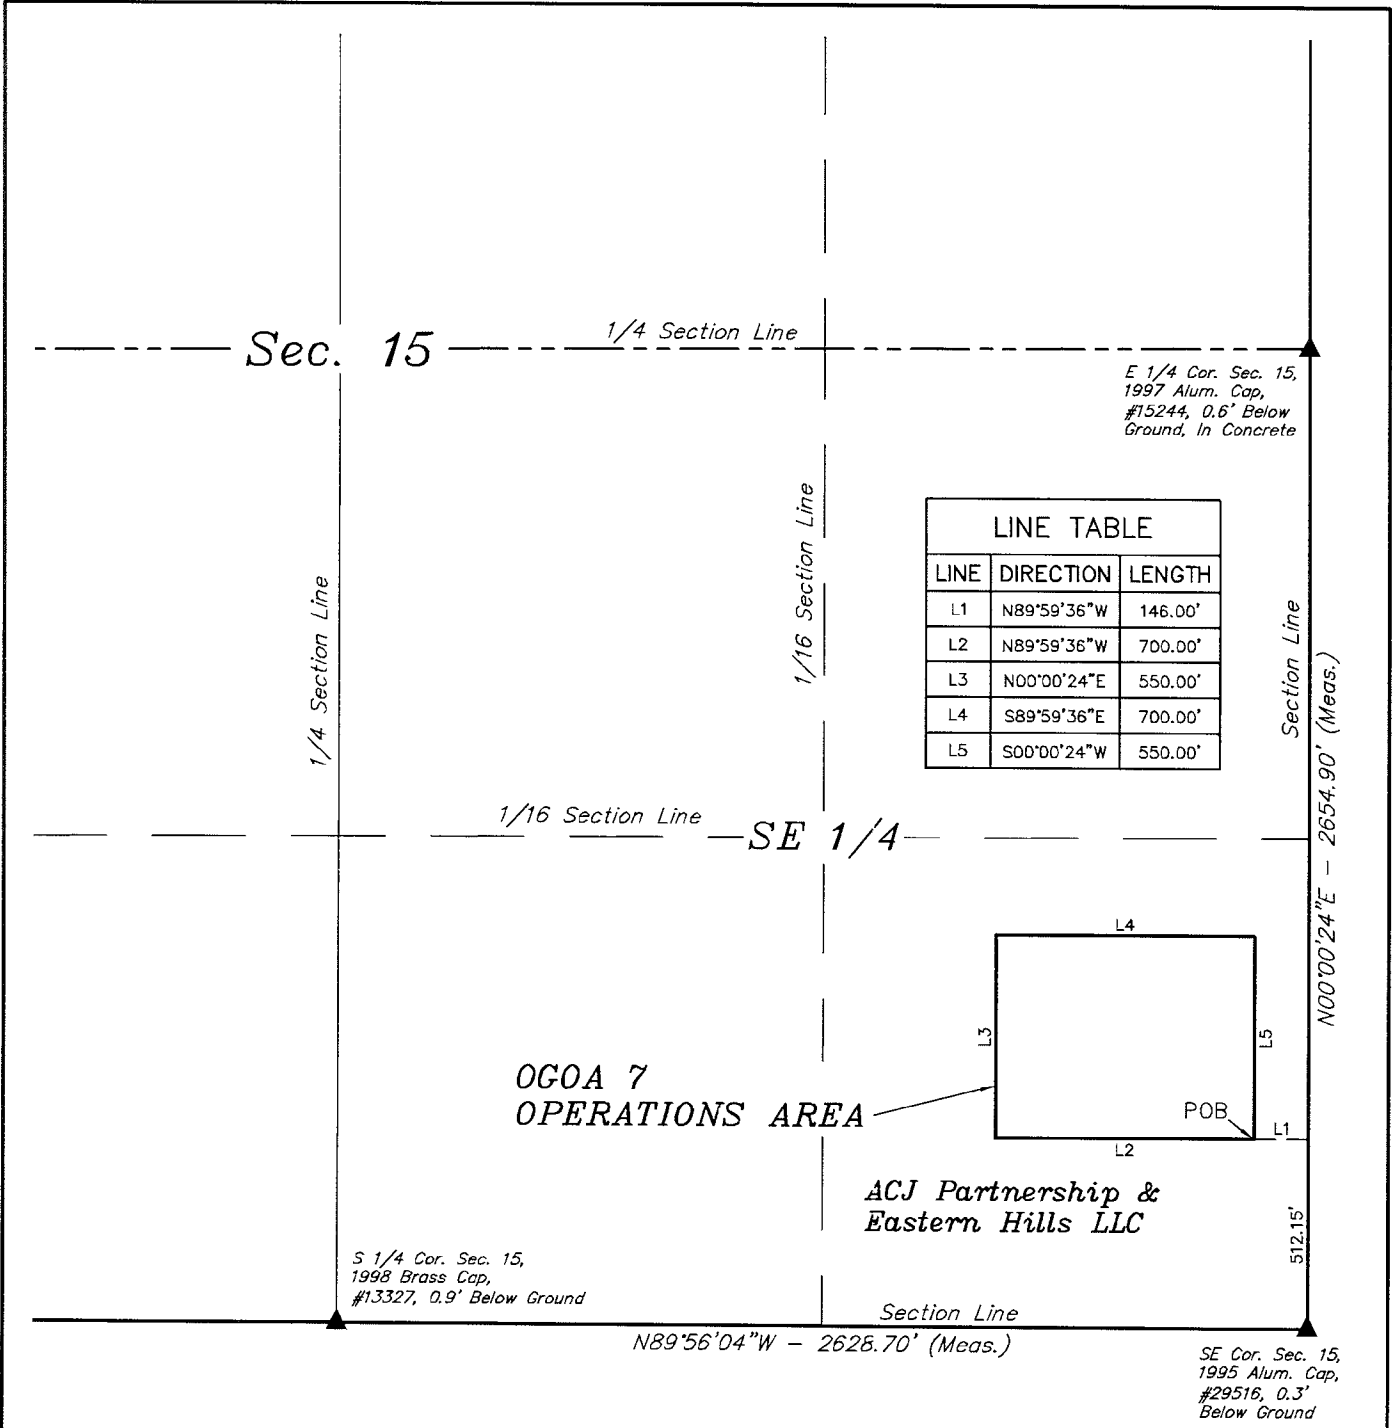 1/4 Section Line
Sec. 15
E 1/4 Cor. Sec. 15,
1997 Alum. Cap,
#15244, 0.6' Below
Ground, In Concrete
1/16 Section Line
LINE TABLE
LINE DIRECTION LENGTH
L1 N89°59'36"W 146.00'
L2 N89°59'36"W 700.00'
L3 N00°00'24"E 550.00'
L4 S89°59'36"E 700.00'
L5 S00°00'24"W 550.00'
1/4 Section Line
Section Line
N00°00'24"E - 2654.90' (Meas.)
1/16 Section Line
SE 1/4
L4
L3
L5
OGOA 7
OPERATIONS AREA
POB
L1
L2
ACJ Partnership &
Eastern Hills LLC
512.15'
S 1/4 Cor. Sec. 15,
1998 Brass Cap,
#13327, 0.9' Below Ground
Section Line
N89°56'04"W - 2628.70' (Meas.)
SE Cor. Sec. 15,
1995 Alum. Cap,
#29516, 0.3'
Below Ground